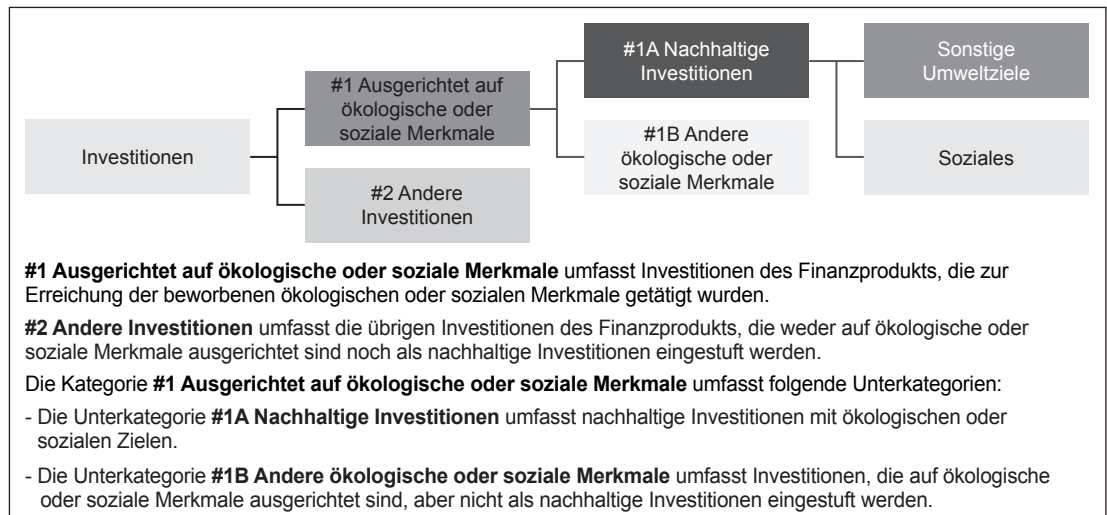 #1A Nachhaltige
Investitionen
Sonstige
Umweltziele
#1 Ausgerichtet auf
ökologische oder
soziale Merkmale
Investitionen
#1B Andere
ökologische oder
soziale Merkmale
Soziales
#2 Andere
Investitionen
#1 Ausgerichtet auf ökologische oder soziale Merkmale umfasst Investitionen des Finanzprodukts, die zur
Erreichung der beworbenen ökologischen oder sozialen Merkmale getätigt wurden.
#2 Andere Investitionen umfasst die übrigen Investitionen des Finanzprodukts, die weder auf ökologische oder
soziale Merkmale ausgerichtet sind noch als nachhaltige Investitionen eingestuft werden.
Die Kategorie #1 Ausgerichtet auf ökologische oder soziale Merkmale umfasst folgende Unterkategorien:
- Die Unterkategorie #1A Nachhaltige Investitionen umfasst nachhaltige Investitionen mit ökologischen oder
sozialen Zielen.
- Die Unterkategorie #1B Andere ökologische oder soziale Merkmale umfasst Investitionen, die auf ökologische
oder soziale Merkmale ausgerichtet sind, aber nicht als nachhaltige Investitionen eingestuft werden.